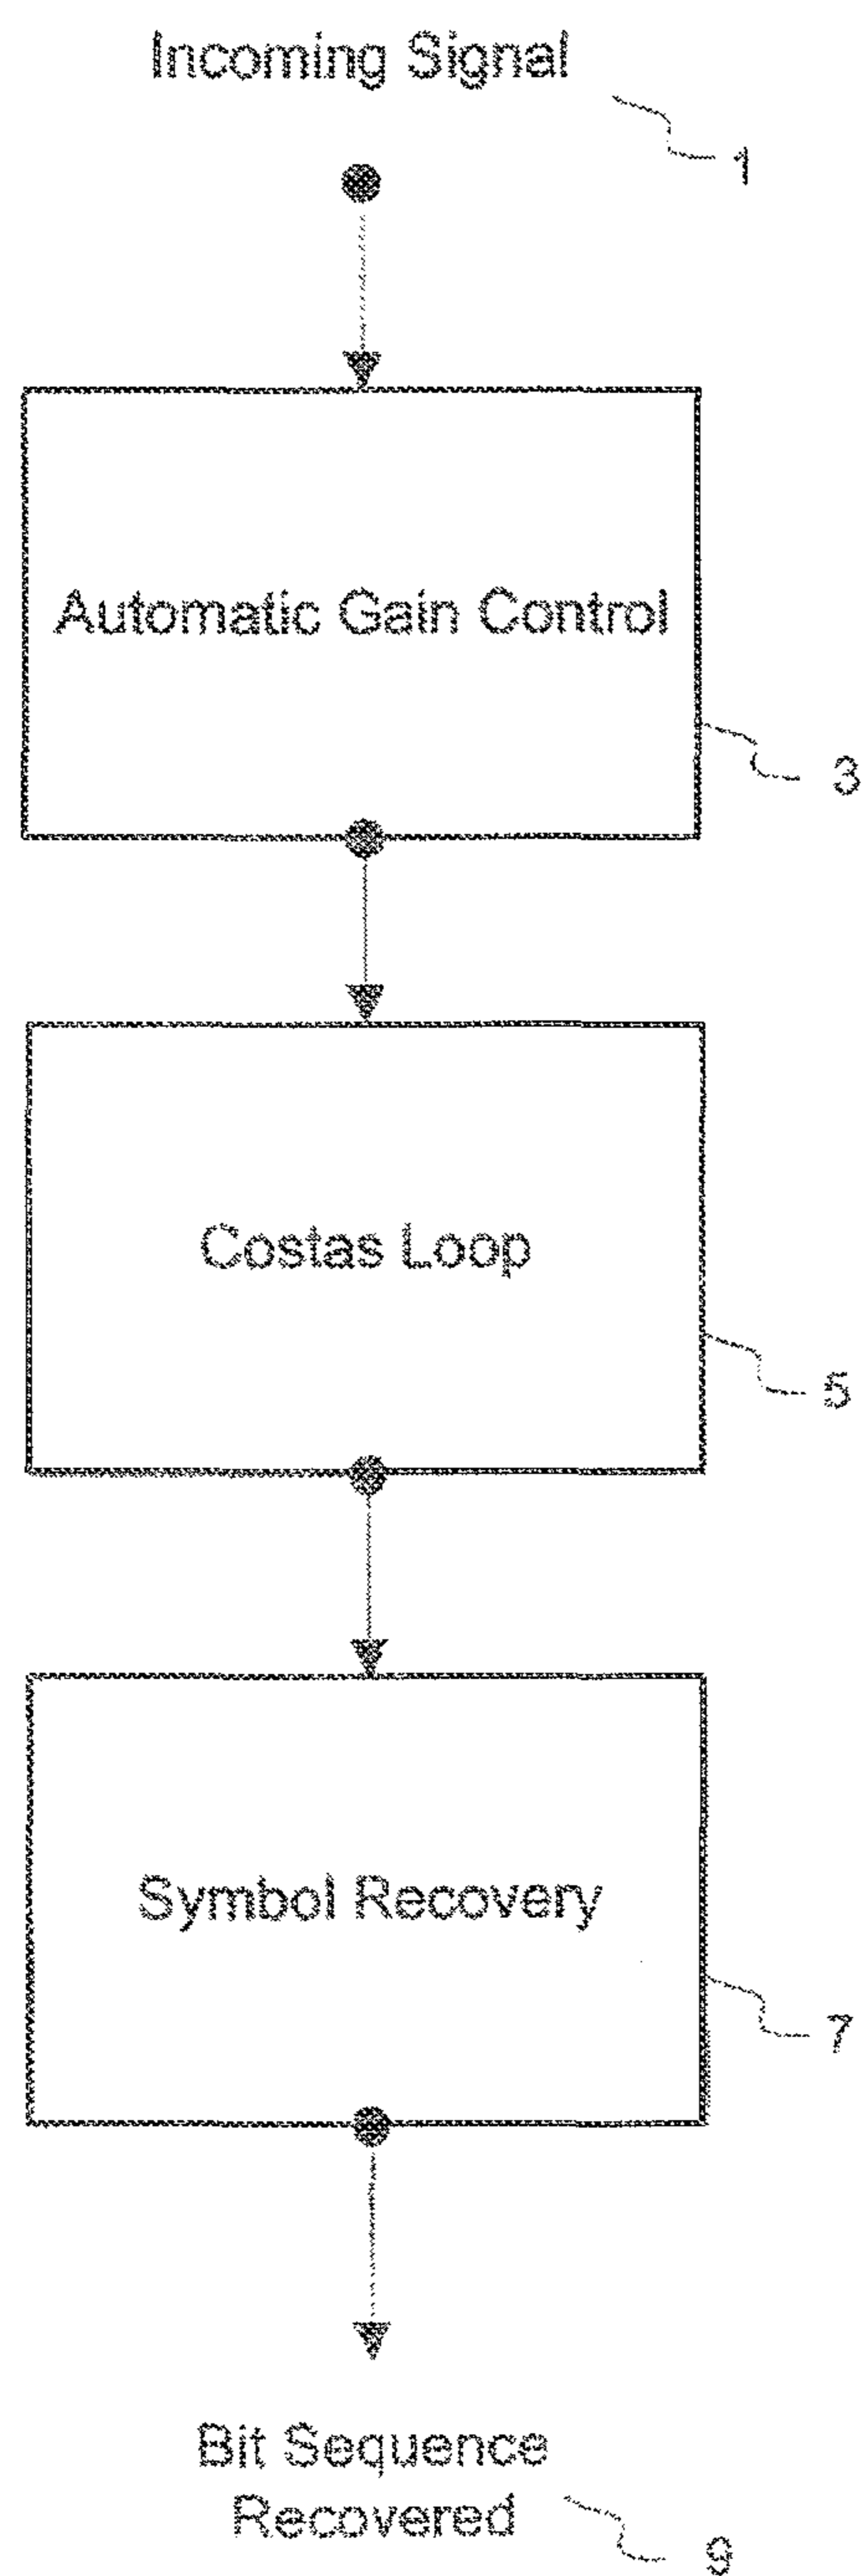 Incoming Signal
1
Automatic Gain Control
3
Costas Loop
5
Symbol Recovery
7
Bit Sequence
Recovered
9